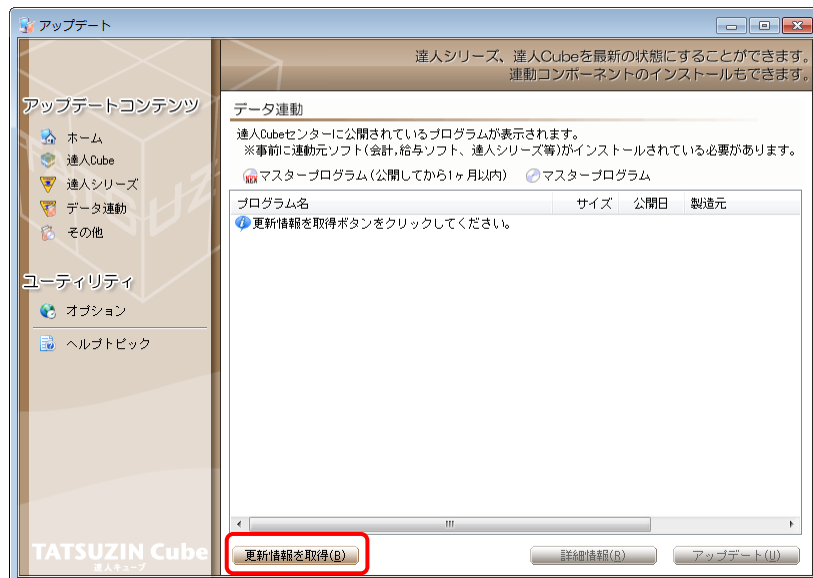 アップデート
達人シリーズ、達人Cubeを最新の状態にすることができます。
連動コンポーネントのインストールもできます。
アップデートコンテンツ
ホーム
達人Cube
達人シリーズ
データ連動
その他
ユーティリティ
オプション
ヘルプトピック
TATSUZIN Cube
達人キューブ
データ連動
達人Cubeセンターに公開されているプログラムが表示されます。
※事前に連動元ソフト(会計,給与ソフト、達人シリーズ等)がインストールされている必要があります。
NEW マスタープログラム(公開してから1ヶ月以内) マスタープログラム
プログラム名 サイズ 公開日 製造元
更新情報を取得ボタンをクリックしてください。
更新情報を取得(B) 詳細情報(R) アップデート(U)